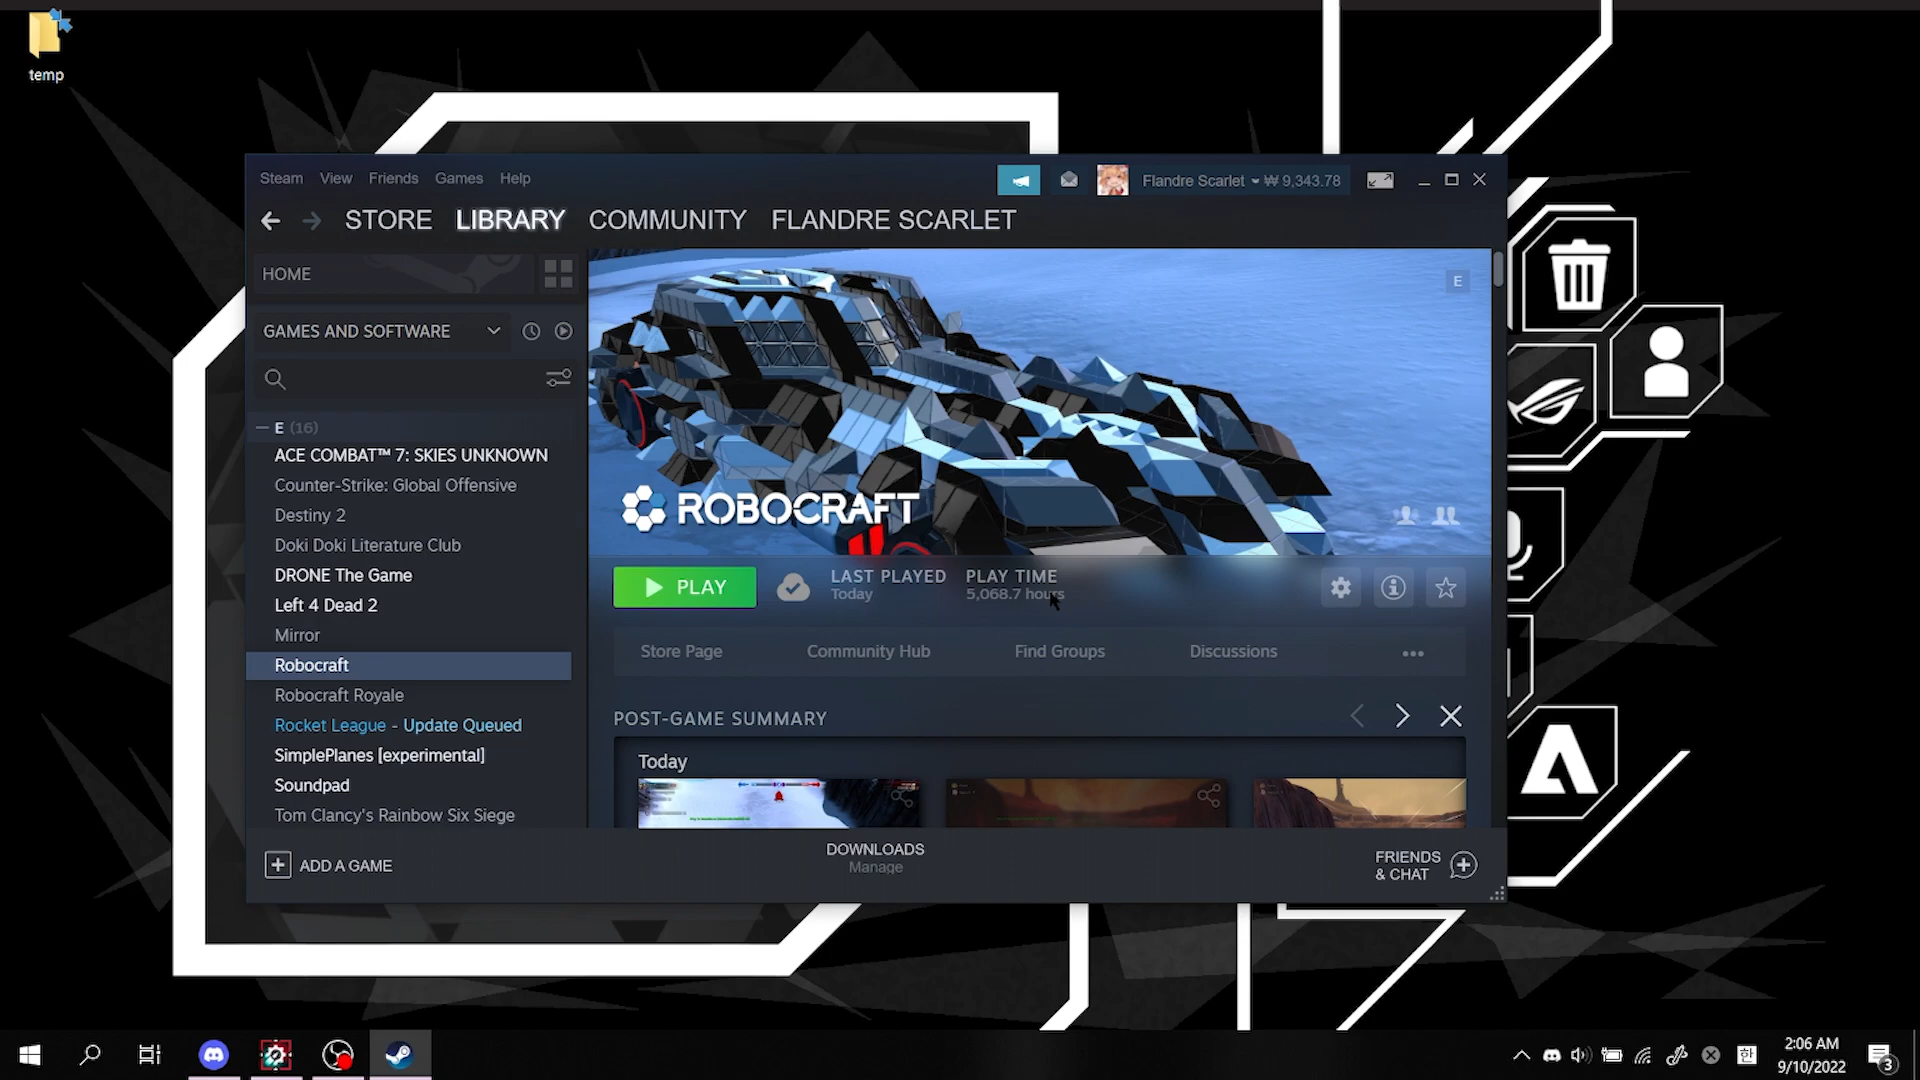 temp
Steam View Friends Games Help
Flandre Scarlet ₩ 9,343.78
STORE LIBRARY COMMUNITY FLANDRE SCARLET
HOME
E
GAMES AND SOFTWARE
— E (16)
ACE COMBAT™ 7: SKIES UNKNOWN
Counter-Strike: Global Offensive
Destiny 2
Doki Doki Literature Club
DRONE The Game
Left 4 Dead 2
Mirror
Robocraft
Robocraft Royale
Rocket League - Update Queued
SimplePlanes [experimental]
Soundpad
Tom Clancy's Rainbow Six Siege
ROBOCRAFT
PLAY
LAST PLAYED
Today
PLAY TIME
5,068.7 hours
Store Page Community Hub Find Groups Discussions
POST-GAME SUMMARY
Today
ADD A GAME
DOWNLOADS
Manage
FRIENDS
& CHAT
한
2:06 AM
9/10/2022
3